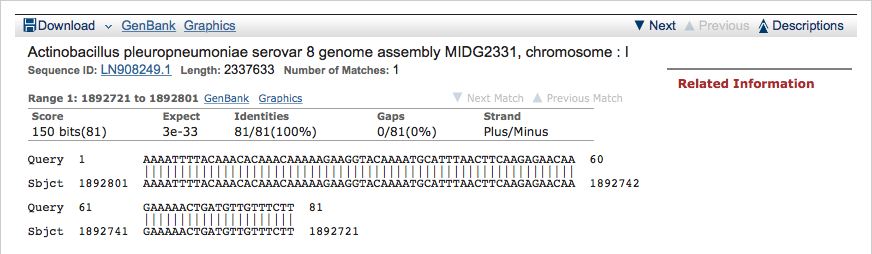 Download GenBank Graphics Next Previous Descriptions
Actinobacillus pleuropneumoniae serovar 8 genome assembly MIDG2331, chromosome : I
Sequence ID: LN908249.1 Length: 2337633 Number of Matches: 1
Related Information
Range 1: 1892721 to 1892801 GenBank Graphics Next Match Previous Match
Score Expect Identities Gaps Strand
150 bits(81) 3e-33 81/81(100%) 0/81(0%) Plus/Minus
Query 1 AAAATTTTACAAACACAAACAAAAAGAAGGTACAAAATGCATTTAACTTCAAGAGAACAA 60
Sbjct 1892801 AAAATTTTACAAACACAAACAAAAAGAAGGTACAAAATGCATTTAACTTCAAGAGAACAA 1892742
Query 61 GAAAAACTGATGTTGTTTCTT 81
Sbjct 1892741 GAAAAACTGATGTTGTTTCTT 1892721